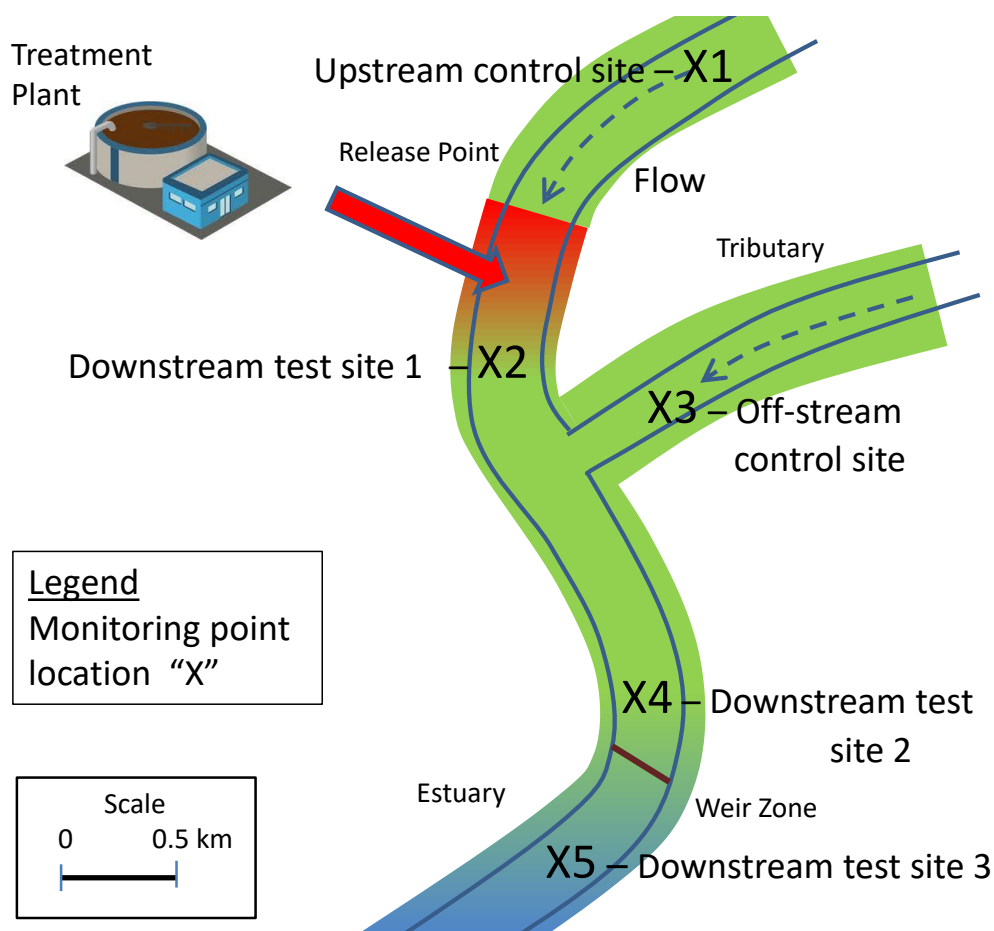 Treatment
Plant
Upstream control site – X1
Release Point
Flow
Tributary
Downstream test site 1 – X2
X3 – Off-stream
control site
Legend
Monitoring point
location “X”
X4 – Downstream test
site 2
Scale
0 0.5 km
Estuary
Weir Zone
X5 – Downstream test site 3